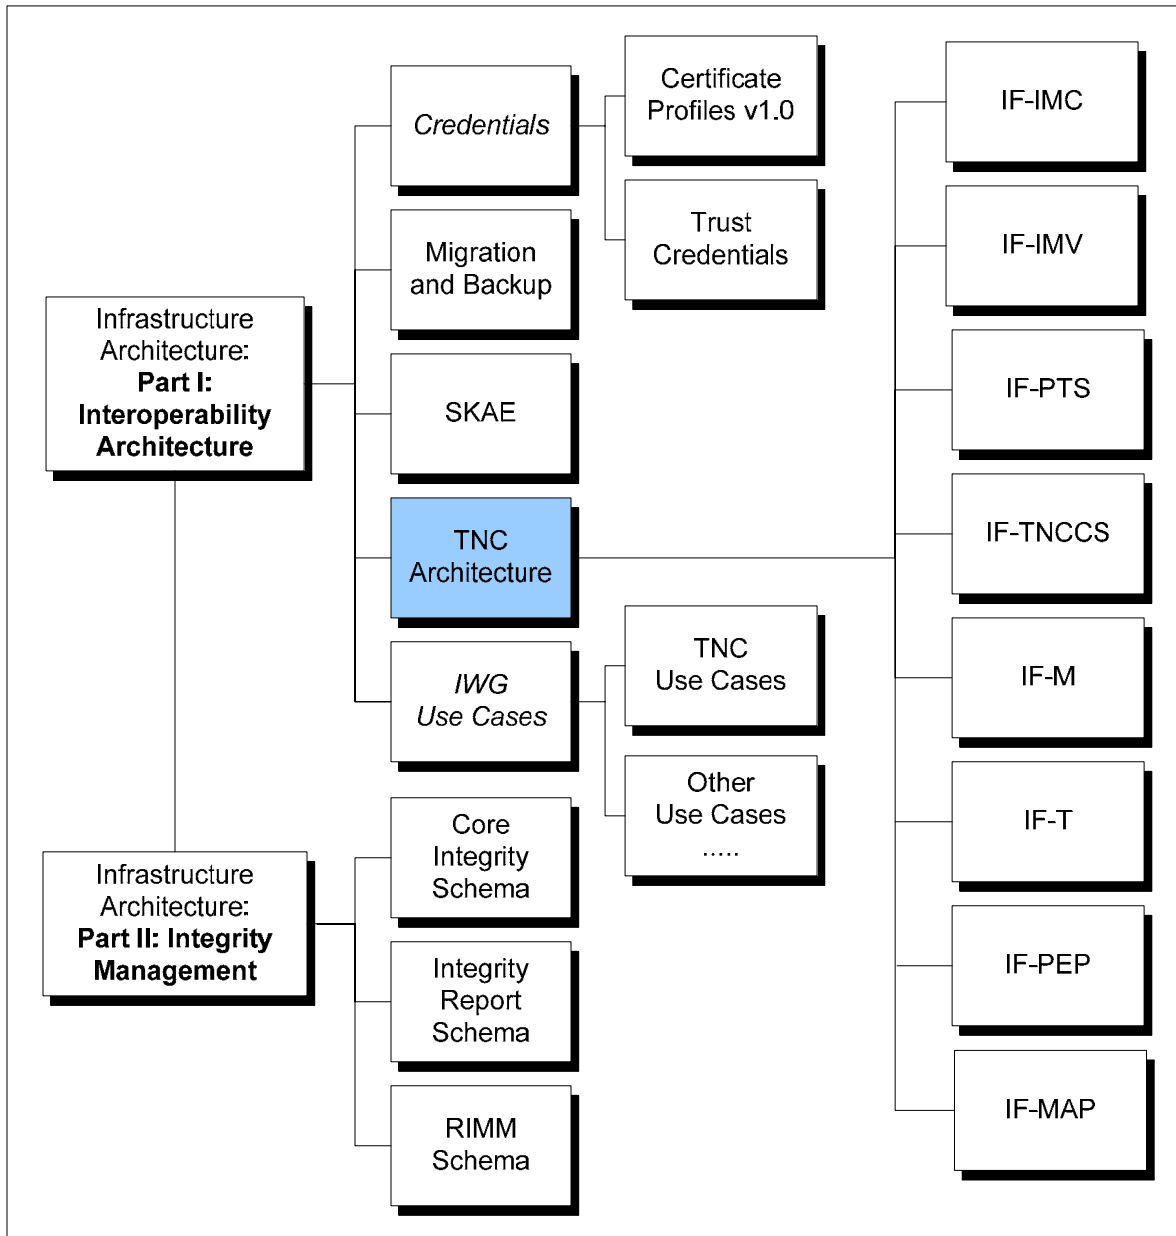 Infrastructure
Architecture:
Part I:
Interoperability
Architecture
Credentials
Certificate
Profiles v1.0
Trust
Credentials
Migration
and Backup
SKAE
TNC
Architecture
IF-IMC
IF-IMV
IF-PTS
IF-TNCCS
IF-M
IF-T
IF-PEP
IF-MAP
IWG
Use Cases
TNC
Use Cases
Other
Use Cases
.....
Infrastructure
Architecture:
Part II: Integrity
Management
Core
Integrity
Schema
Integrity
Report
Schema
RIMM
Schema